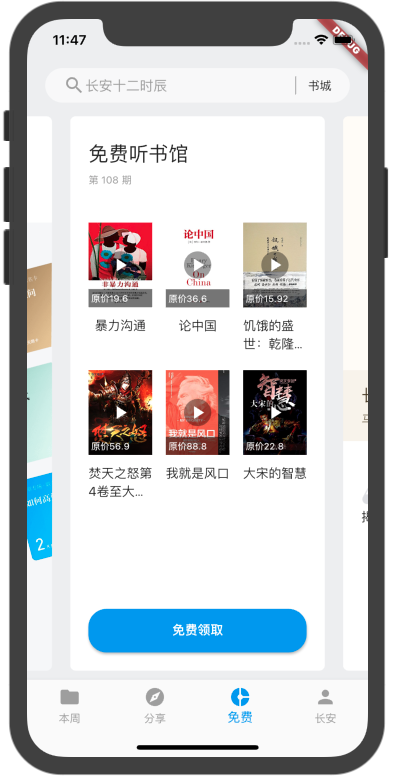 11:47
DEBUG
长安十二时辰
书城
免费听书馆
第 108 期
非暴力沟通
原价19.6
论中国
On
China
原价36.6
原价15.92
暴力沟通
论中国
饥饿的盛
世：乾隆...
焚天之怒
原价56.9
我就是风口
原价88.8
智慧
大宋的
原价22.8
焚天之怒第
4卷至大...
我就是风口
大宋的智慧
2
免费领取
本周
分享
免费
长安